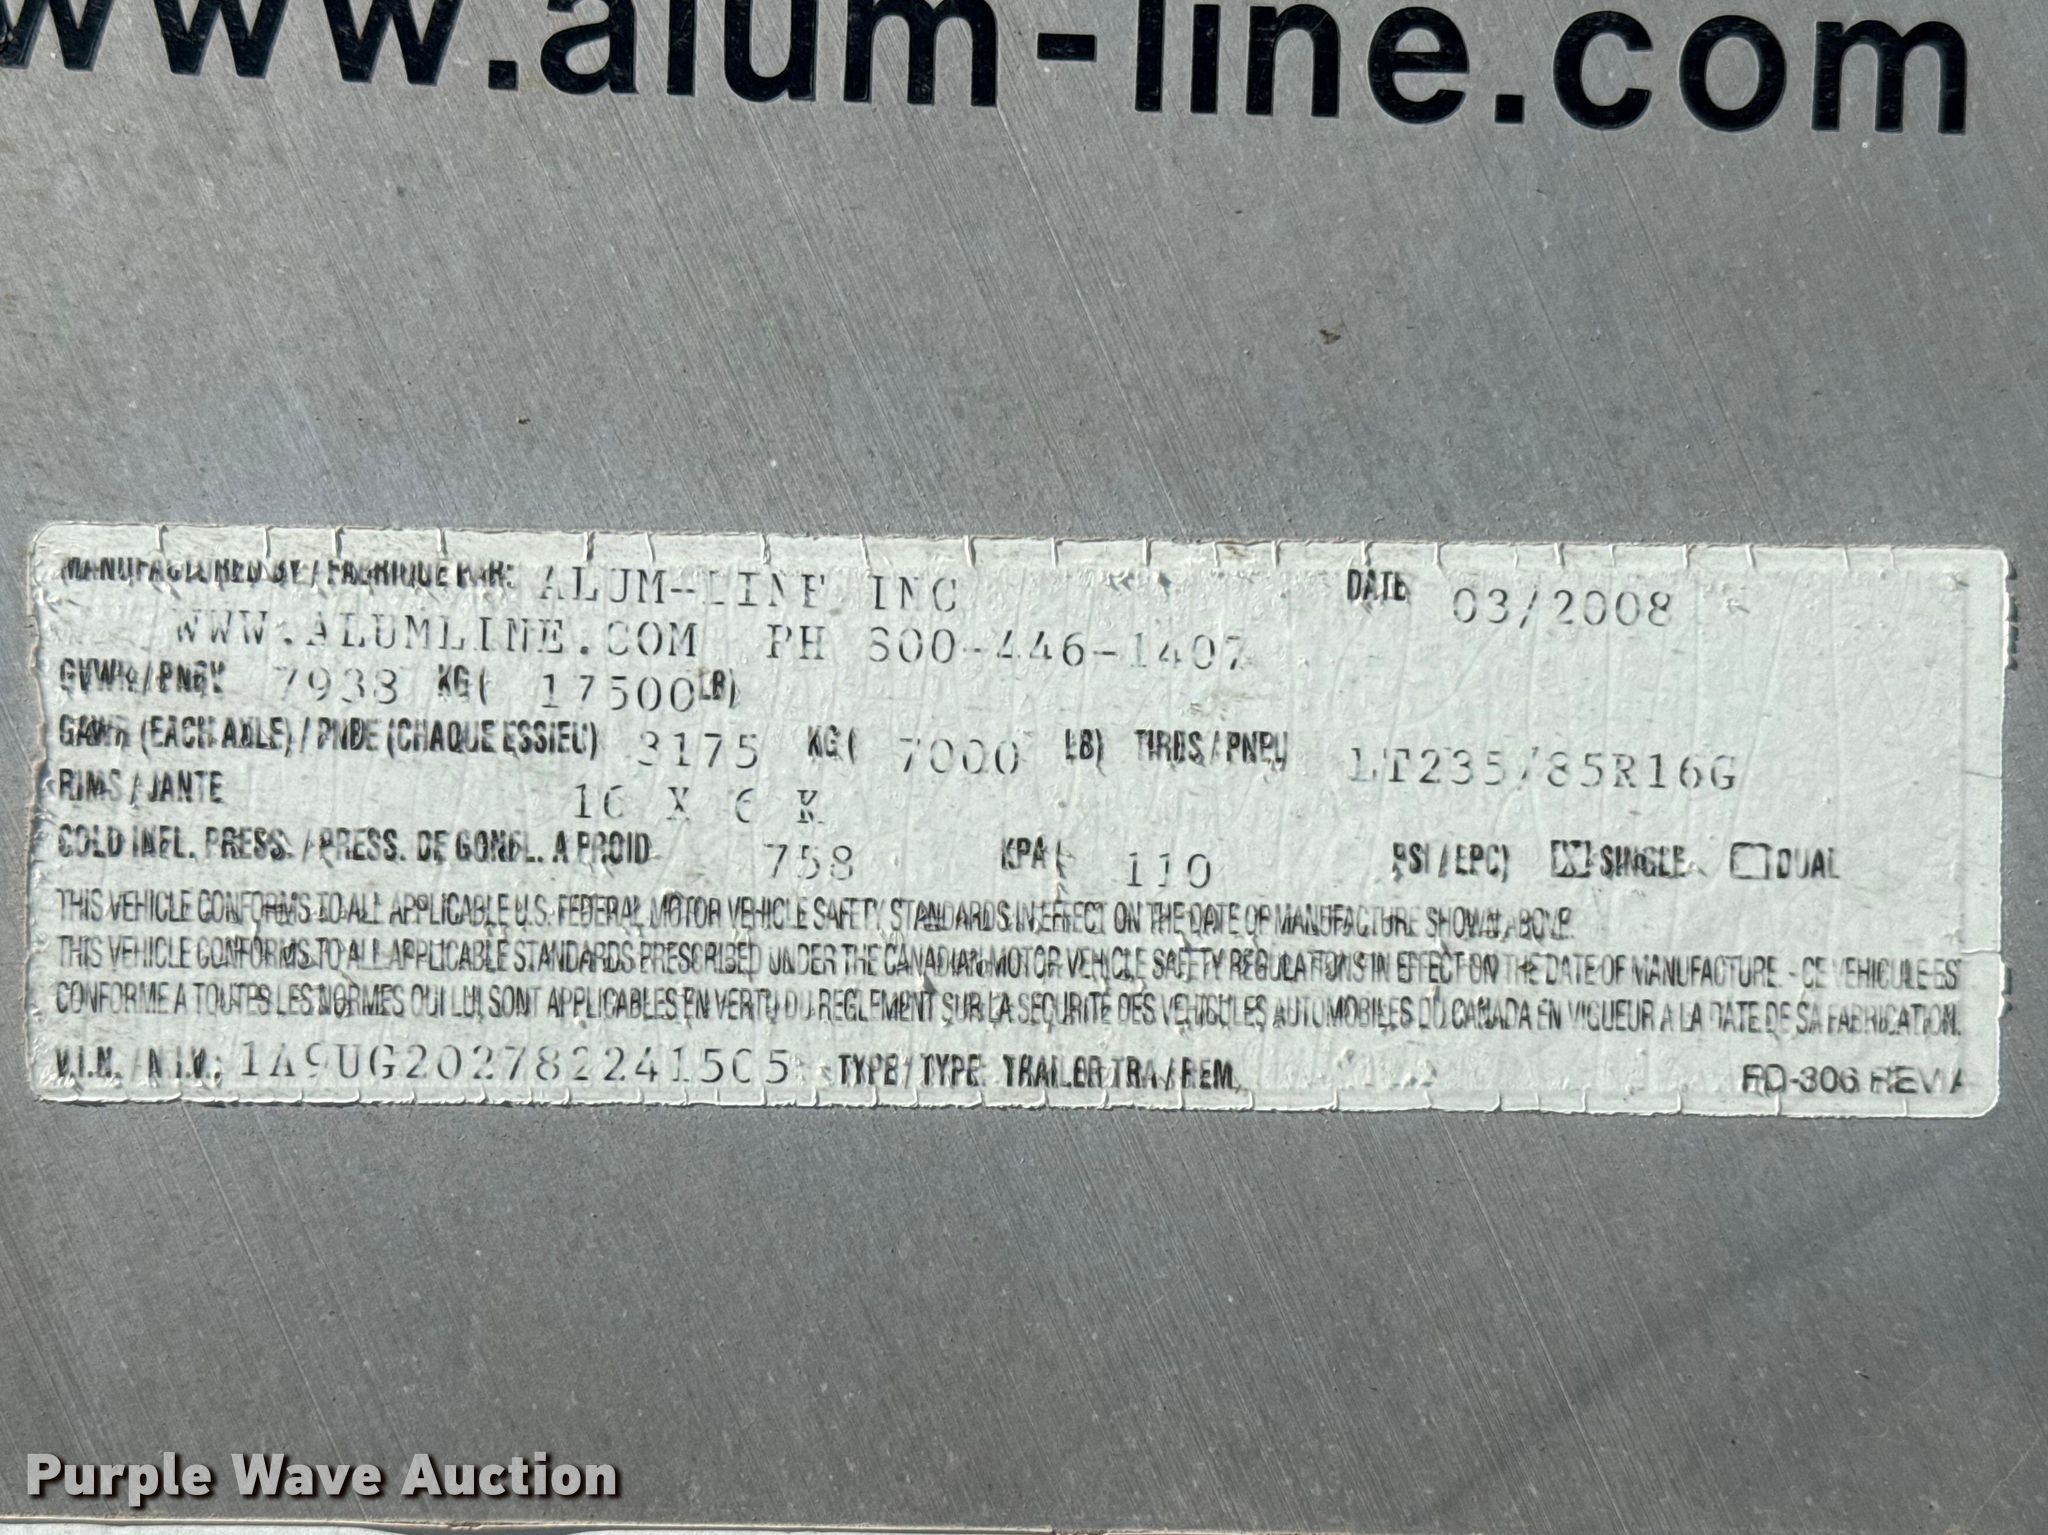 www.alum-line.com
MANUFACTURED BY / FABRIQUE PAR: ALUM-LINE INC DATE 03/2008
WWW.ALUMLINE.COM PH 800-446-1407
GVWR / PNBV 7938 KG ( 17500 LB)
GAWR (EACH AXLE) / PNBE (CHAQUE ESSIEU) 3175 KG ( 7000 LB) TIRES / PNEU LT235/85R16G
RIMS / JANTE 16 X 6 K
COLD INFL. PRESS. / PRESS. DE GONFL. A FROID 758 KPA ( 110 PSI / LPC) [X] SINGLE [ ] DUAL
THIS VEHICLE CONFORMS TO ALL APPLICABLE U.S. FEDERAL MOTOR VEHICLE SAFETY STANDARDS IN EFFECT ON THE DATE OF MANUFACTURE SHOWN ABOVE.
THIS VEHICLE CONFORMS TO ALL APPLICABLE STANDARDS PRESCRIBED UNDER THE CANADIAN MOTOR VEHICLE SAFETY REGULATIONS IN EFFECT ON THE DATE OF MANUFACTURE. - CE VEHICULE EST
CONFORME A TOUTES LES NORMES QUI LUI SONT APPLICABLES EN VERTU DU REGLEMENT SUR LA SECURITE DES VEHICULES AUTOMOBILES DU CANADA EN VIGUEUR A LA DATE DE SA FABRICATION.
V.I.N. / N.I.V.: 1A9UG202782241505 TYPE / TYPE: TRAILER TRA / REM. FD-306 REV A
Purple Wave Auction